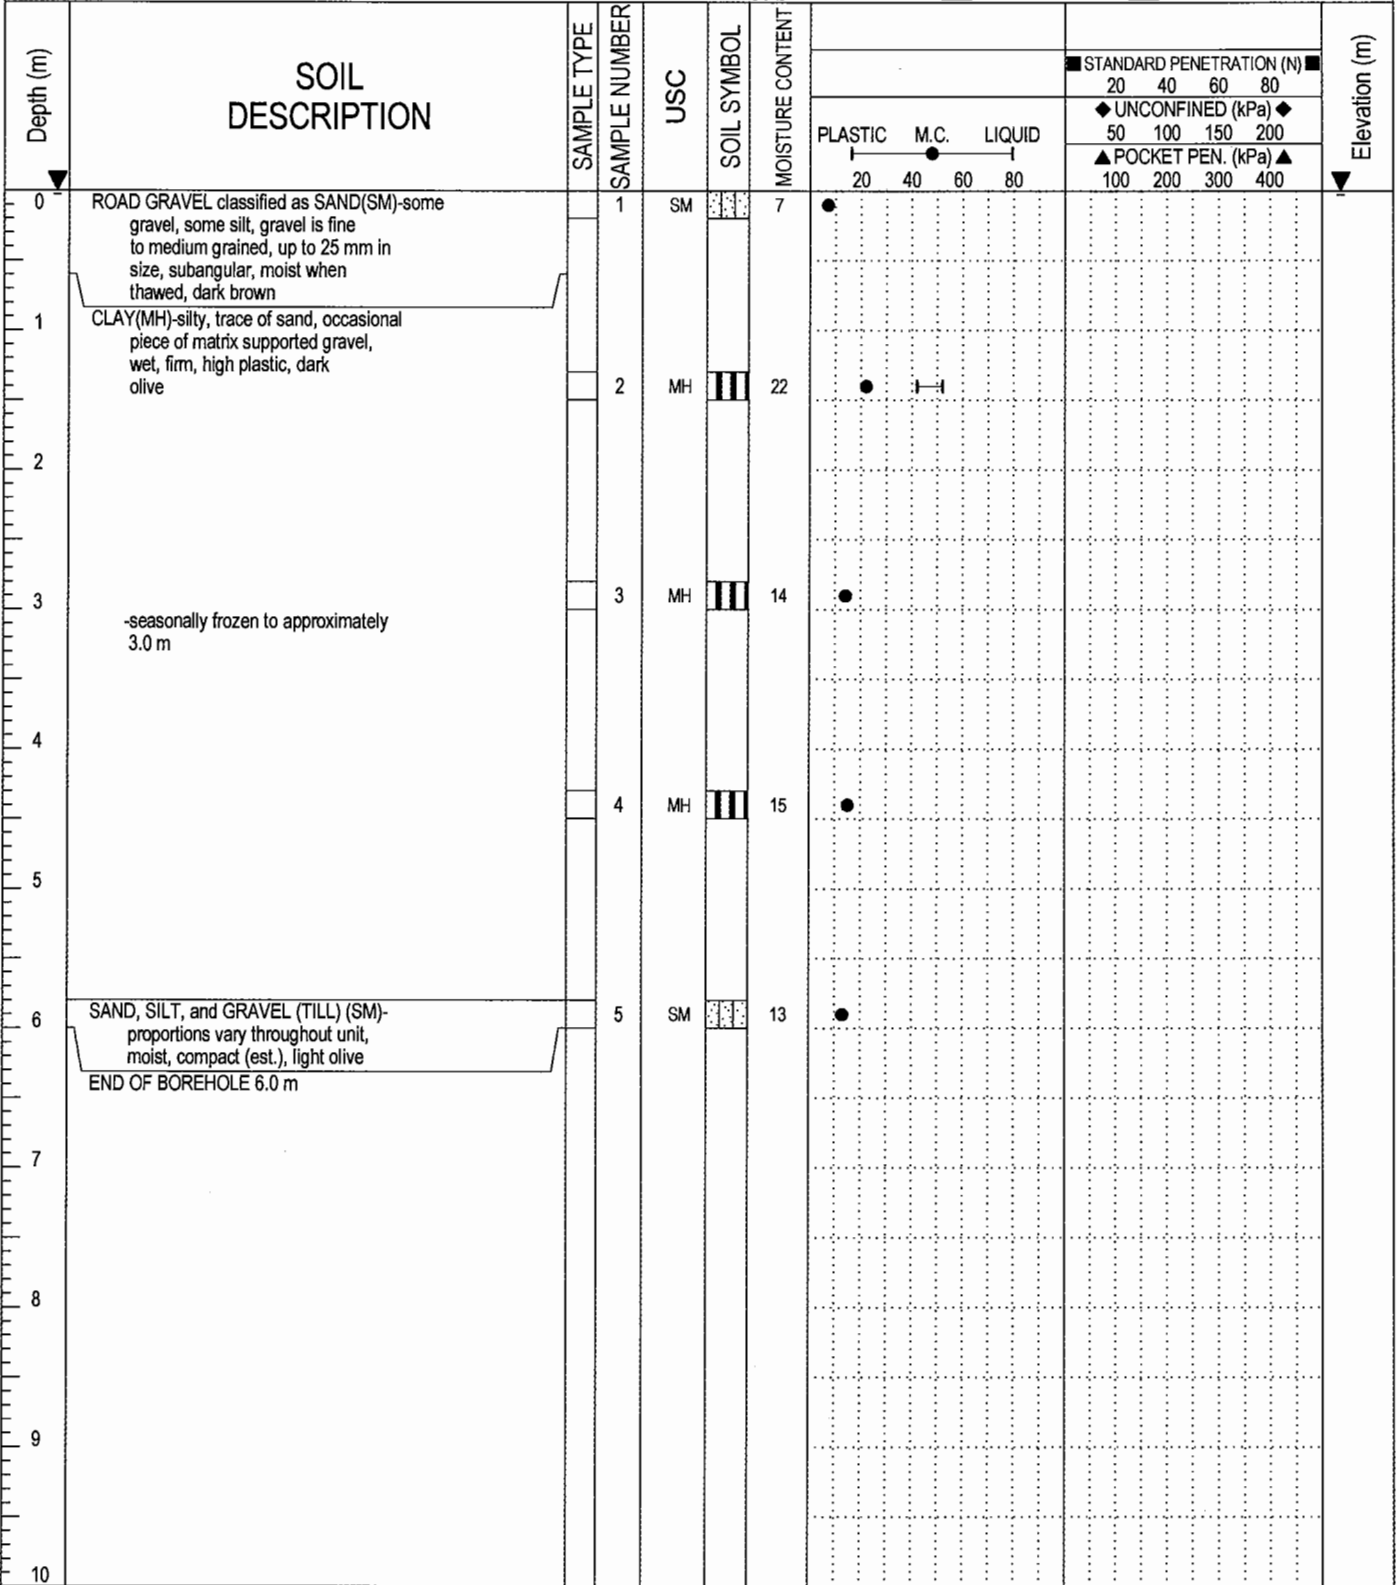 Depth (m)
SOIL
DESCRIPTION
SAMPLE TYPE
SAMPLE NUMBER
USC
SOIL SYMBOL
MOISTURE CONTENT
PLASTIC M.C. LIQUID
20 40 60 80
■ STANDARD PENETRATION (N) ■
20 40 60 80
◆ UNCONFINED (kPa) ◆
50 100 150 200
▲ POCKET PEN. (kPa) ▲
100 200 300 400
Elevation (m)
0
ROAD GRAVEL classified as SAND(SM)-some
gravel, some silt, gravel is fine
to medium grained, up to 25 mm in
size, subangular, moist when
thawed, dark brown
1 SM 7
1
CLAY(MH)-silty, trace of sand, occasional
piece of matrix supported gravel,
wet, firm, high plastic, dark
olive
2 MH 22
2
3 MH 14
3
-seasonally frozen to approximately
3.0 m
4
4 MH 15
5
SAND, SILT, and GRAVEL (TILL) (SM)-
proportions vary throughout unit,
moist, compact (est.), light olive
5 SM 13
6
END OF BOREHOLE 6.0 m
7
8
9
10